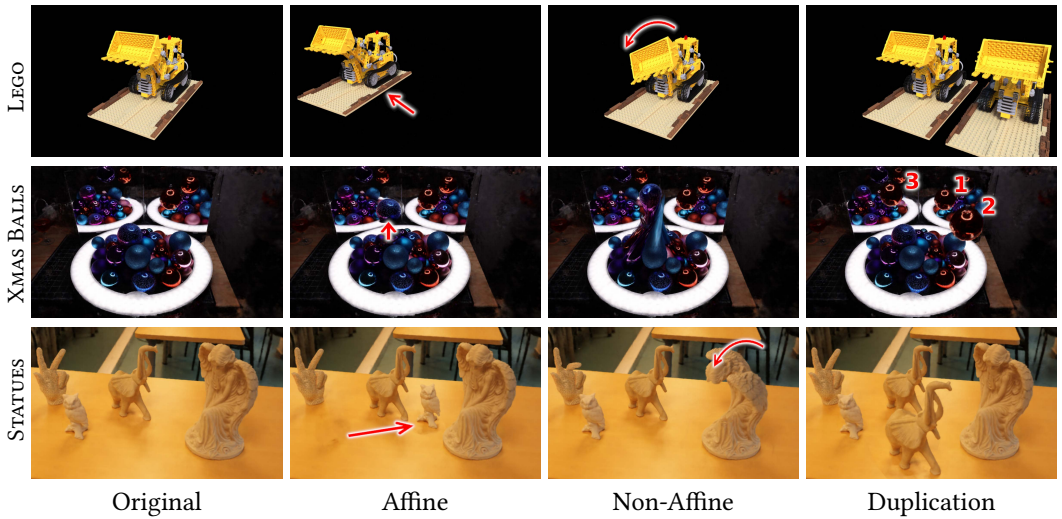 LEGO
XMAS BALLS
3
1
2
STATUES
Original
Affine
Non-Affine
Duplication